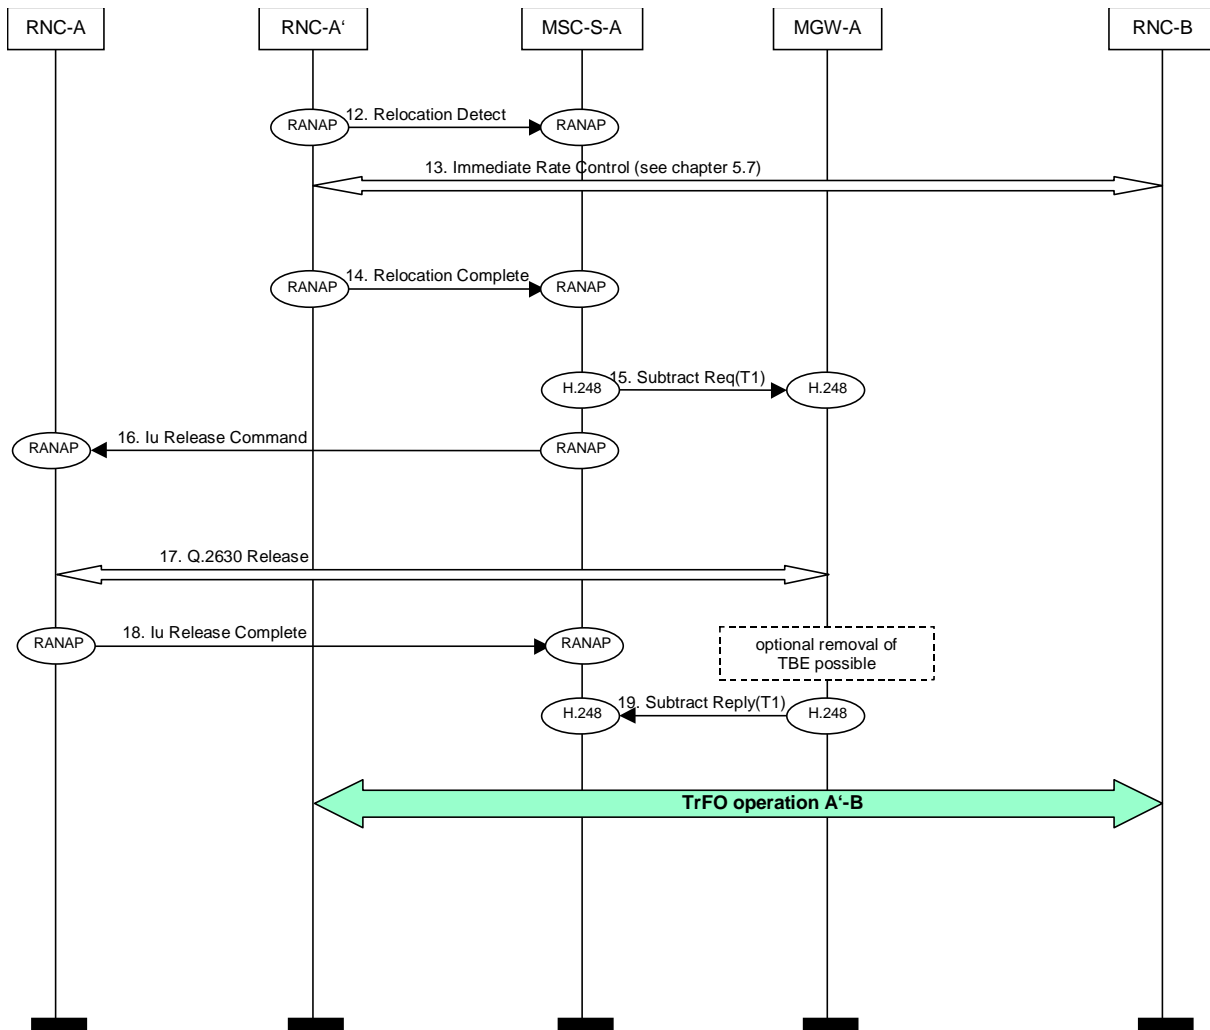 RNC-A
RNC-A‘
MSC-S-A
MGW-A
RNC-B
RANAP
12. Relocation Detect
RANAP
13. Immediate Rate Control (see chapter 5.7)
RANAP
14. Relocation Complete
RANAP
H.248
15. Subtract Req(T1)
H.248
RANAP
16. Iu Release Command
RANAP
17. Q.2630 Release
RANAP
18. Iu Release Complete
RANAP
optional removal of
TBE possible
H.248
19. Subtract Reply(T1)
H.248
TrFO operation A‘-B